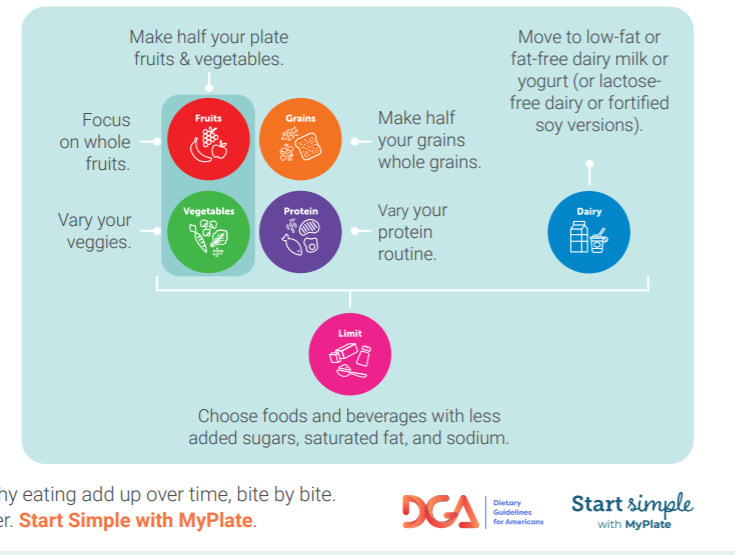 Make half your plate
fruits & vegetables.
Move to low-fat or
fat-free dairy milk or
yogurt (or lactose-
free dairy or fortified
soy versions).
Focus
on whole
fruits.
Fruits
Grains
Make half
your grains
whole grains.
Vary your
veggies.
Vegetables
Protein
Vary your
protein
routine.
Dairy
Limit
Choose foods and beverages with less
added sugars, saturated fat, and sodium.
hy eating add up over time, bite by bite.
er. Start Simple with MyPlate.
DGA
Dietary
Guidelines
for Americans
Start simple
with MyPlate